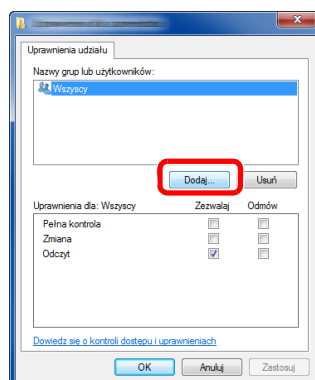 Uprawnienia udziału
Nazwy grup lub użytkowników:
Wszyscy
Dodaj... Usuń
Uprawnienia dla: Wszyscy Zezwalaj Odmów
Pełna kontrola
Zmiana
Odczyt
Dowiedz się o kontroli dostępu i uprawnieniach
OK Anuluj Zastosuj